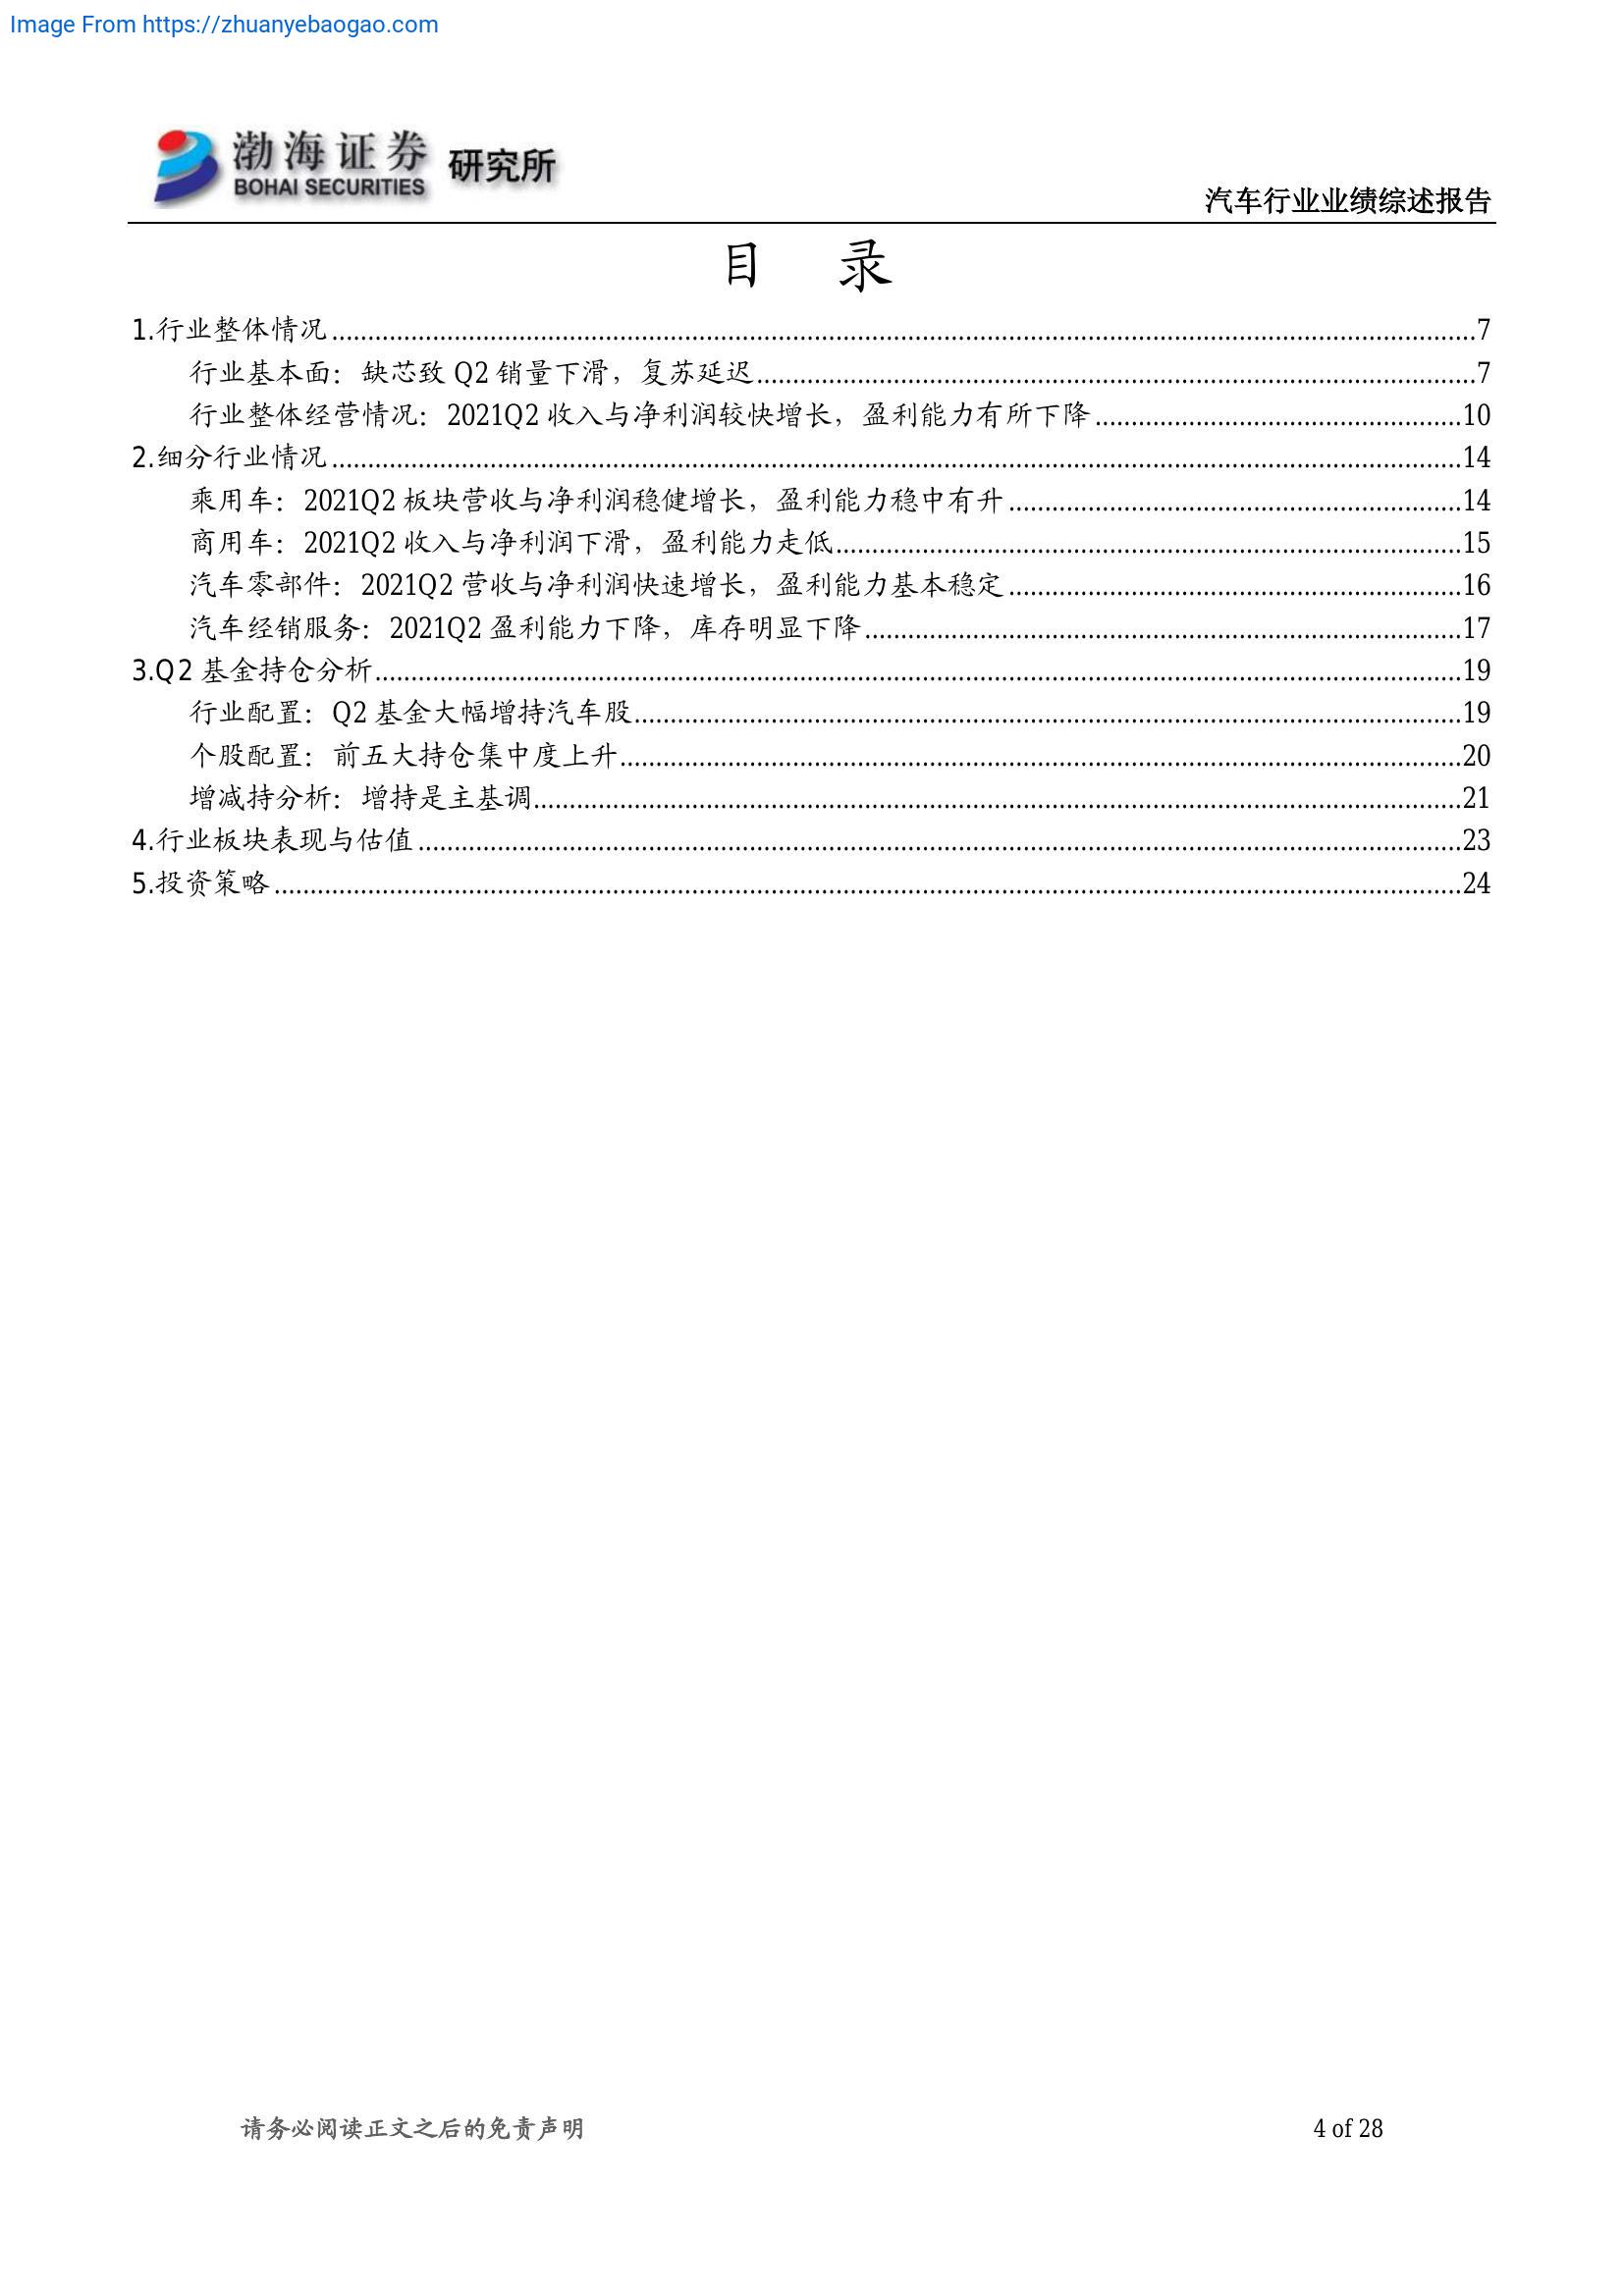 Image From https://zhuanyebaogao.com
渤海证券 研究所
BOHAI SECURITIES
汽车行业业绩综述报告
目 录
1.行业整体情况................7
行业基本面：缺芯致 Q2 销量下滑，复苏延迟................7
行业整体经营情况：2021Q2 收入与净利润较快增长，盈利能力有所下降................10
2.细分行业情况................14
乘用车：2021Q2 板块营收与净利润稳健增长，盈利能力稳中有升................14
商用车：2021Q2 收入与净利润下滑，盈利能力走低................15
汽车零部件：2021Q2 营收与净利润快速增长，盈利能力基本稳定................16
汽车经销服务：2021Q2 盈利能力下降，库存明显下降................17
3.Q2 基金持仓分析................19
行业配置：Q2 基金大幅增持汽车股................19
个股配置：前五大持仓集中度上升................20
增减持分析：增持是主基调................21
4.行业板块表现与估值................23
5.投资策略................24
请务必阅读正文之后的免责声明 4 of 28